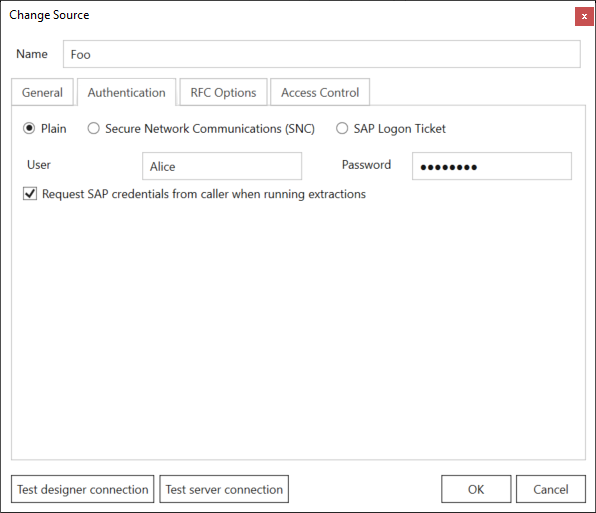 Change Source
Name Foo
General Authentication RFC Options Access Control
Plain Secure Network Communications (SNC) SAP Logon Ticket
User Alice Password ●●●●●●●●
Request SAP credentials from caller when running extractions
Test designer connection Test server connection OK Cancel